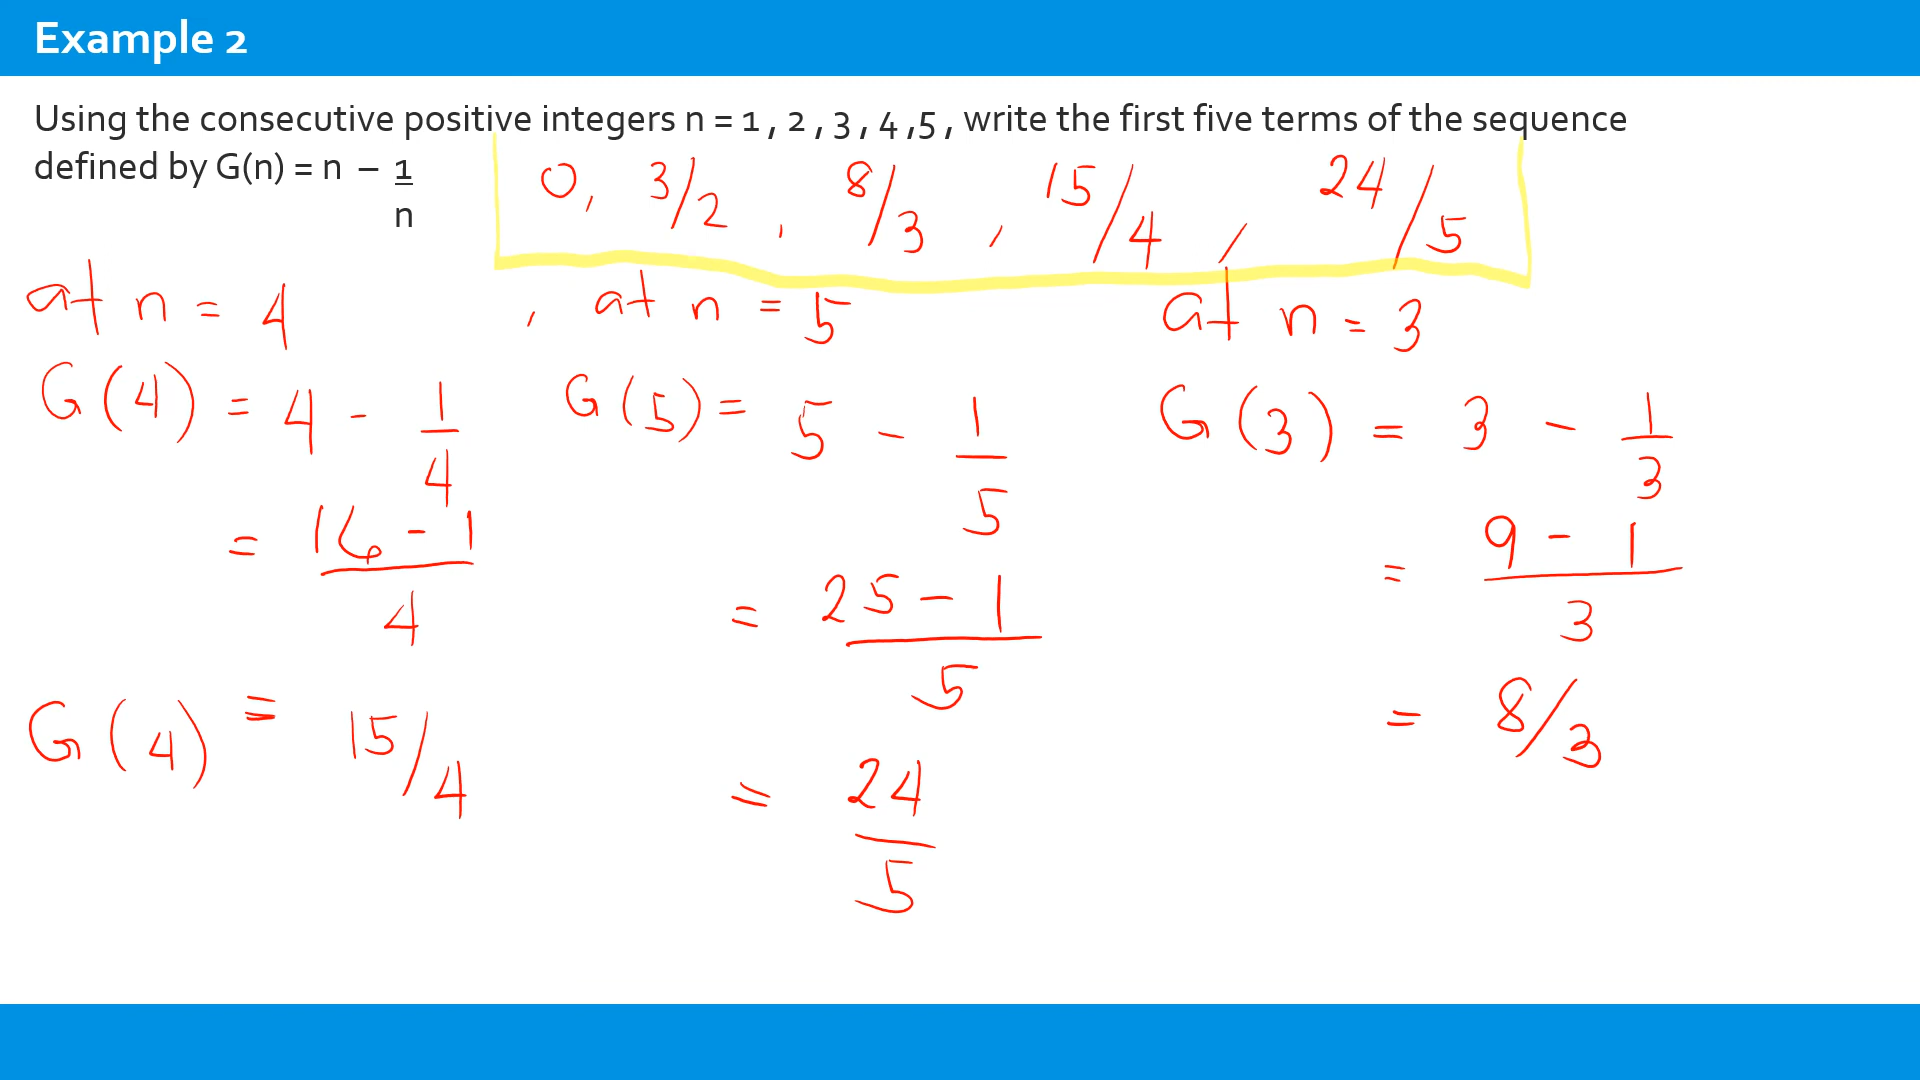 Example 2
Using the consecutive positive integers n = 1 , 2 , 3 , 4 ,5 , write the first five terms of the sequence
defined by G(n) = n – 1
n
0, 3/2 , 8/3 , 15/4 , 24/5
at n = 4
G(4) = 4 - 1
4
= 16 - 1
4
G(4) = 15/4
, at n = 5
G(5) = 5 - 1
5
= 25 - 1
5
= 24
5
at n = 3
G(3) = 3 - 1
3
= 9 - 1
3
= 8/3